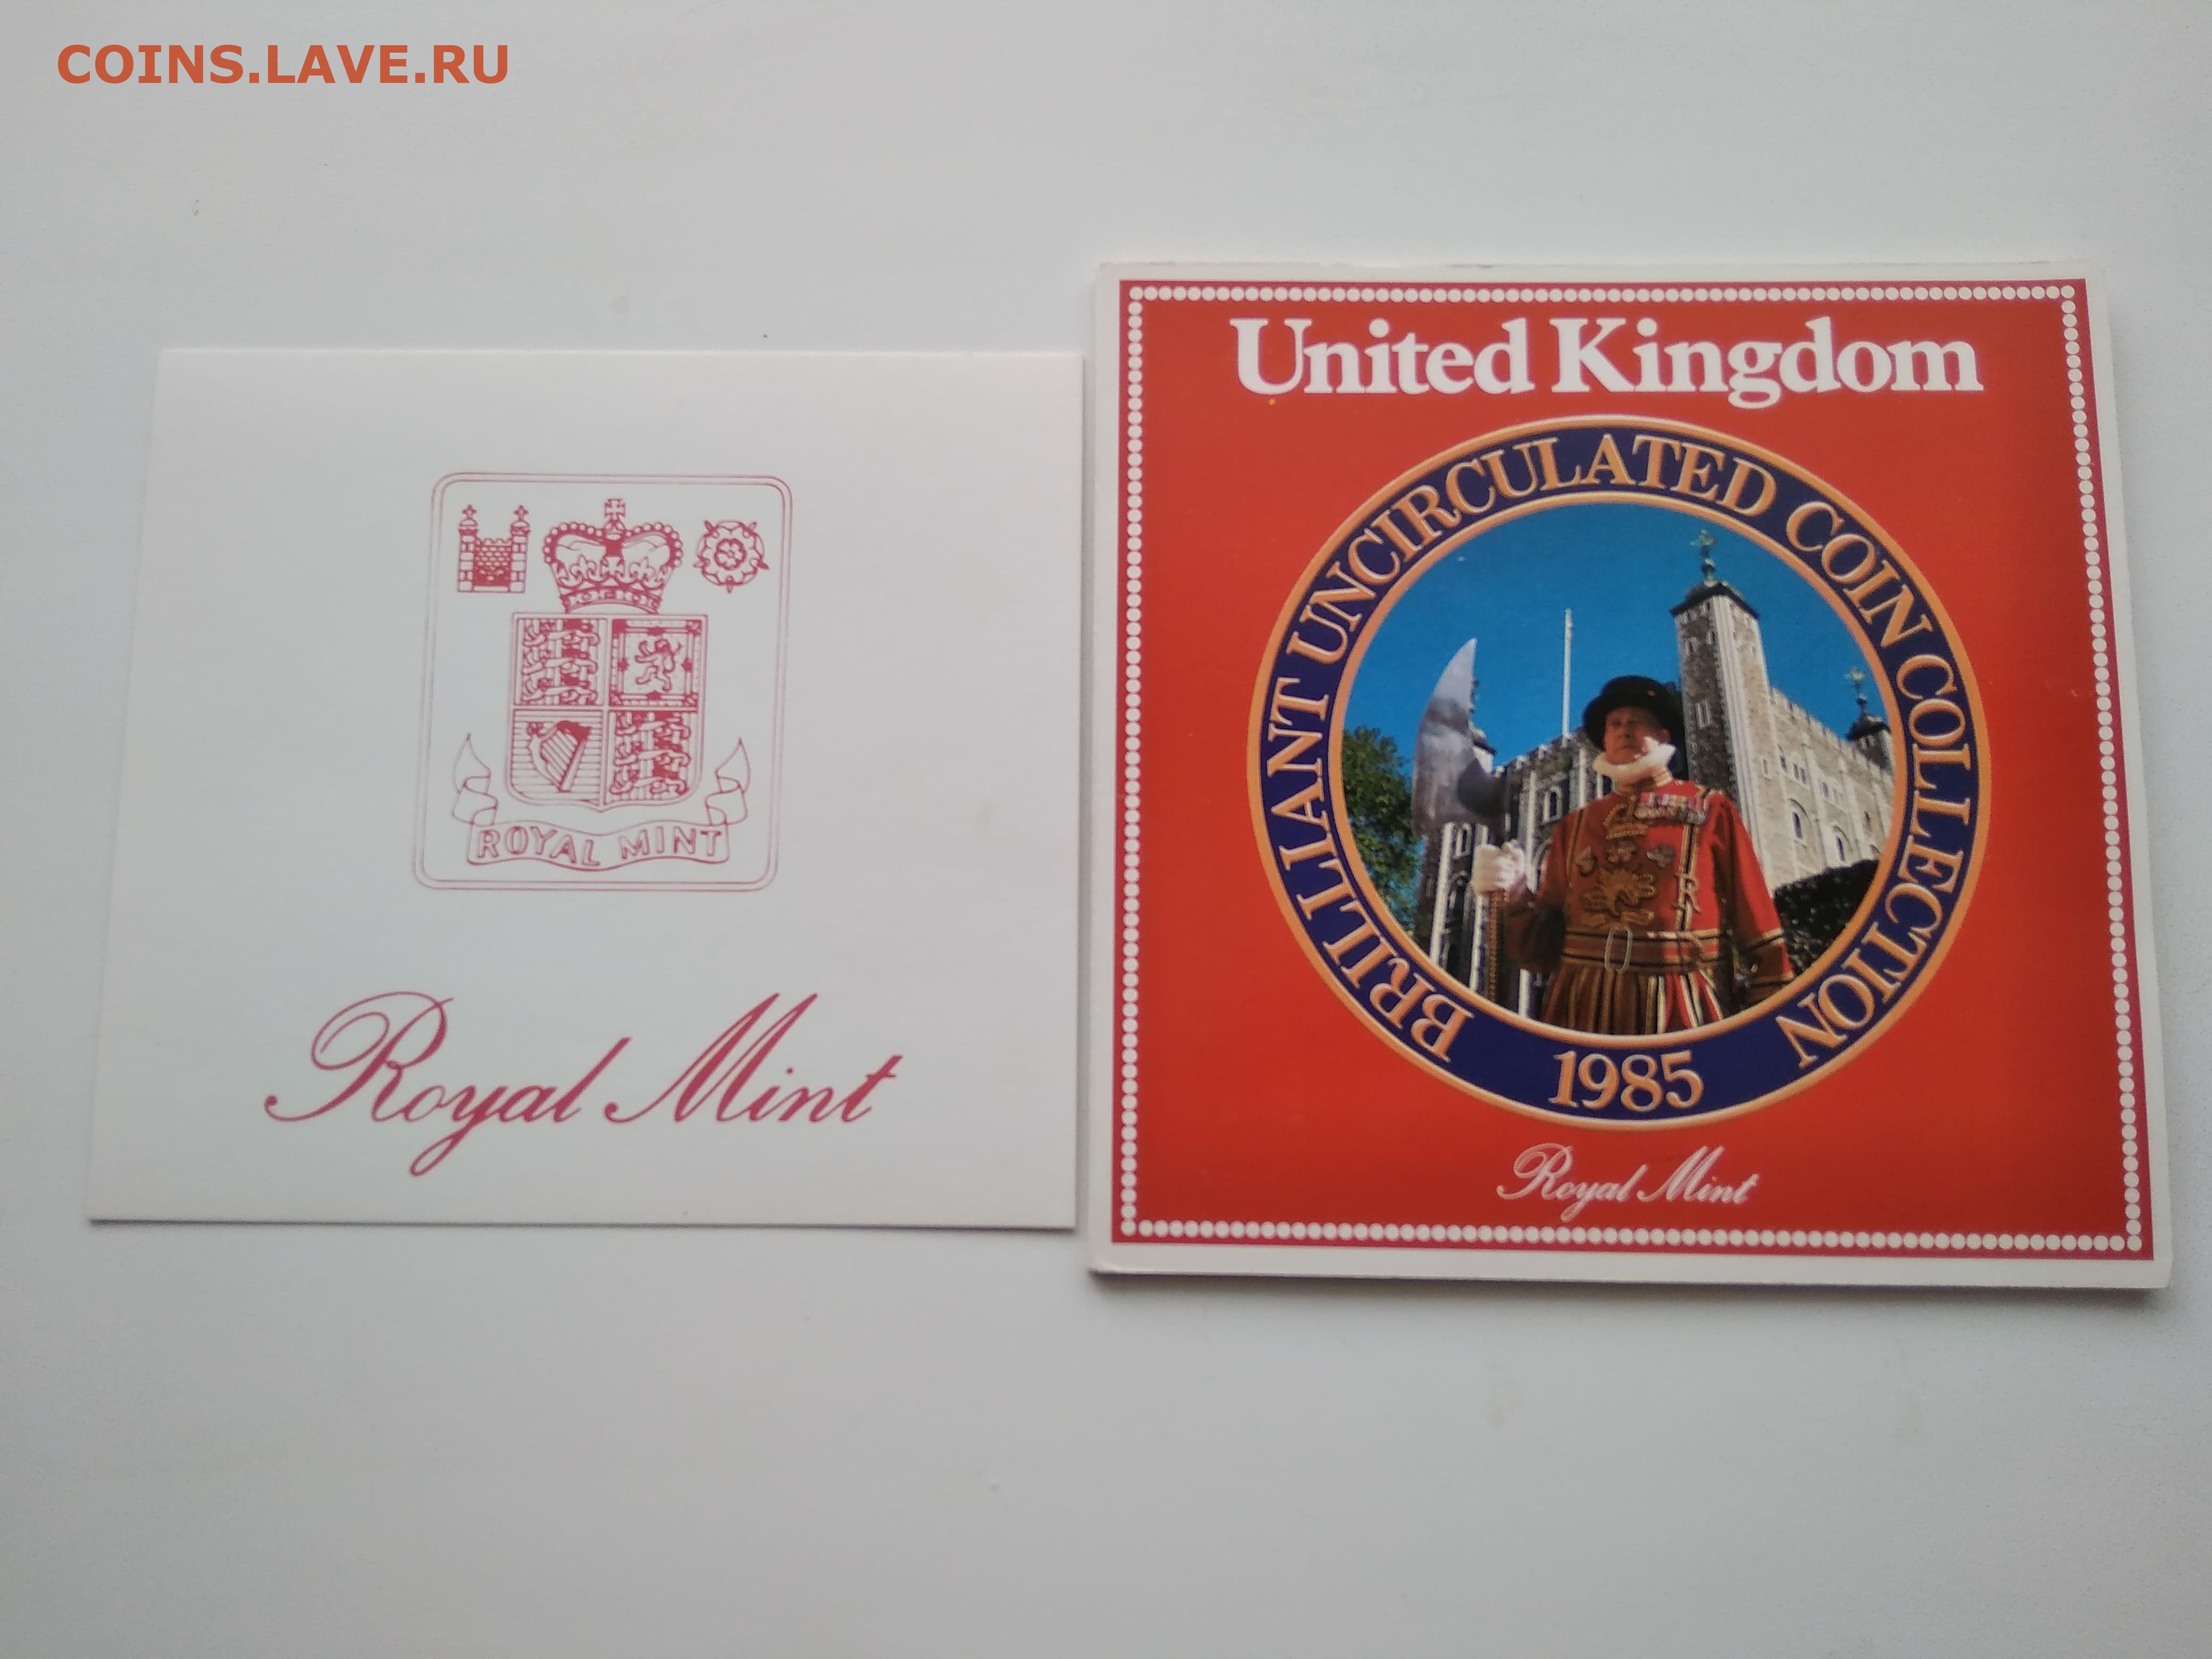 COINS.LAVE.RU
ROYAL MINT
Royal Mint
United Kingdom
BRILLIANT UNCIRCULATED COIN COLLECTION
1985
Royal Mint